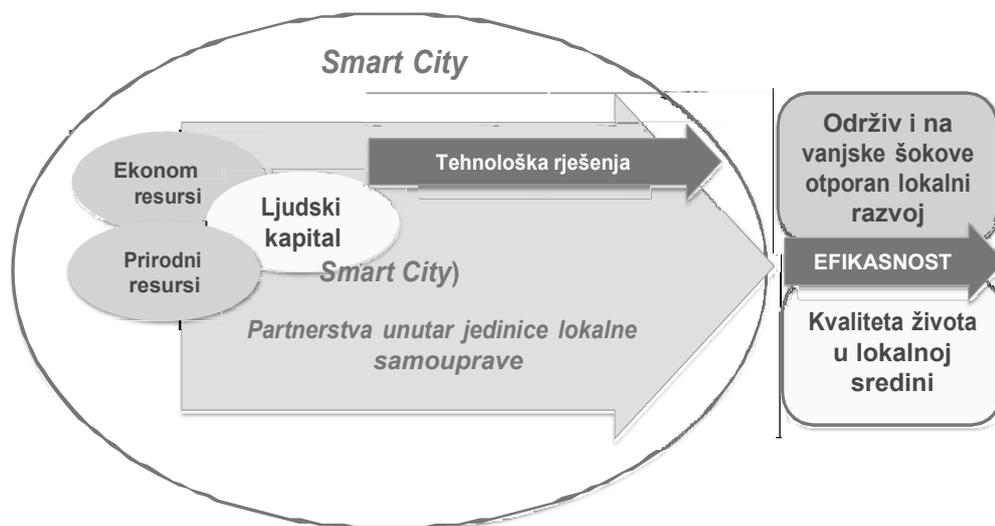 Smart City
Ekonom
resursi
Ljudski
kapital
Prirodni
resursi
Tehnološka rješenja
Smart City)
Partnerstva unutar jedinice lokalne
samouprave
Održiv i na
vanjske šokove
otporan lokalni
razvoj
EFIKASNOST
Kvaliteta života
u lokalnoj
sredini